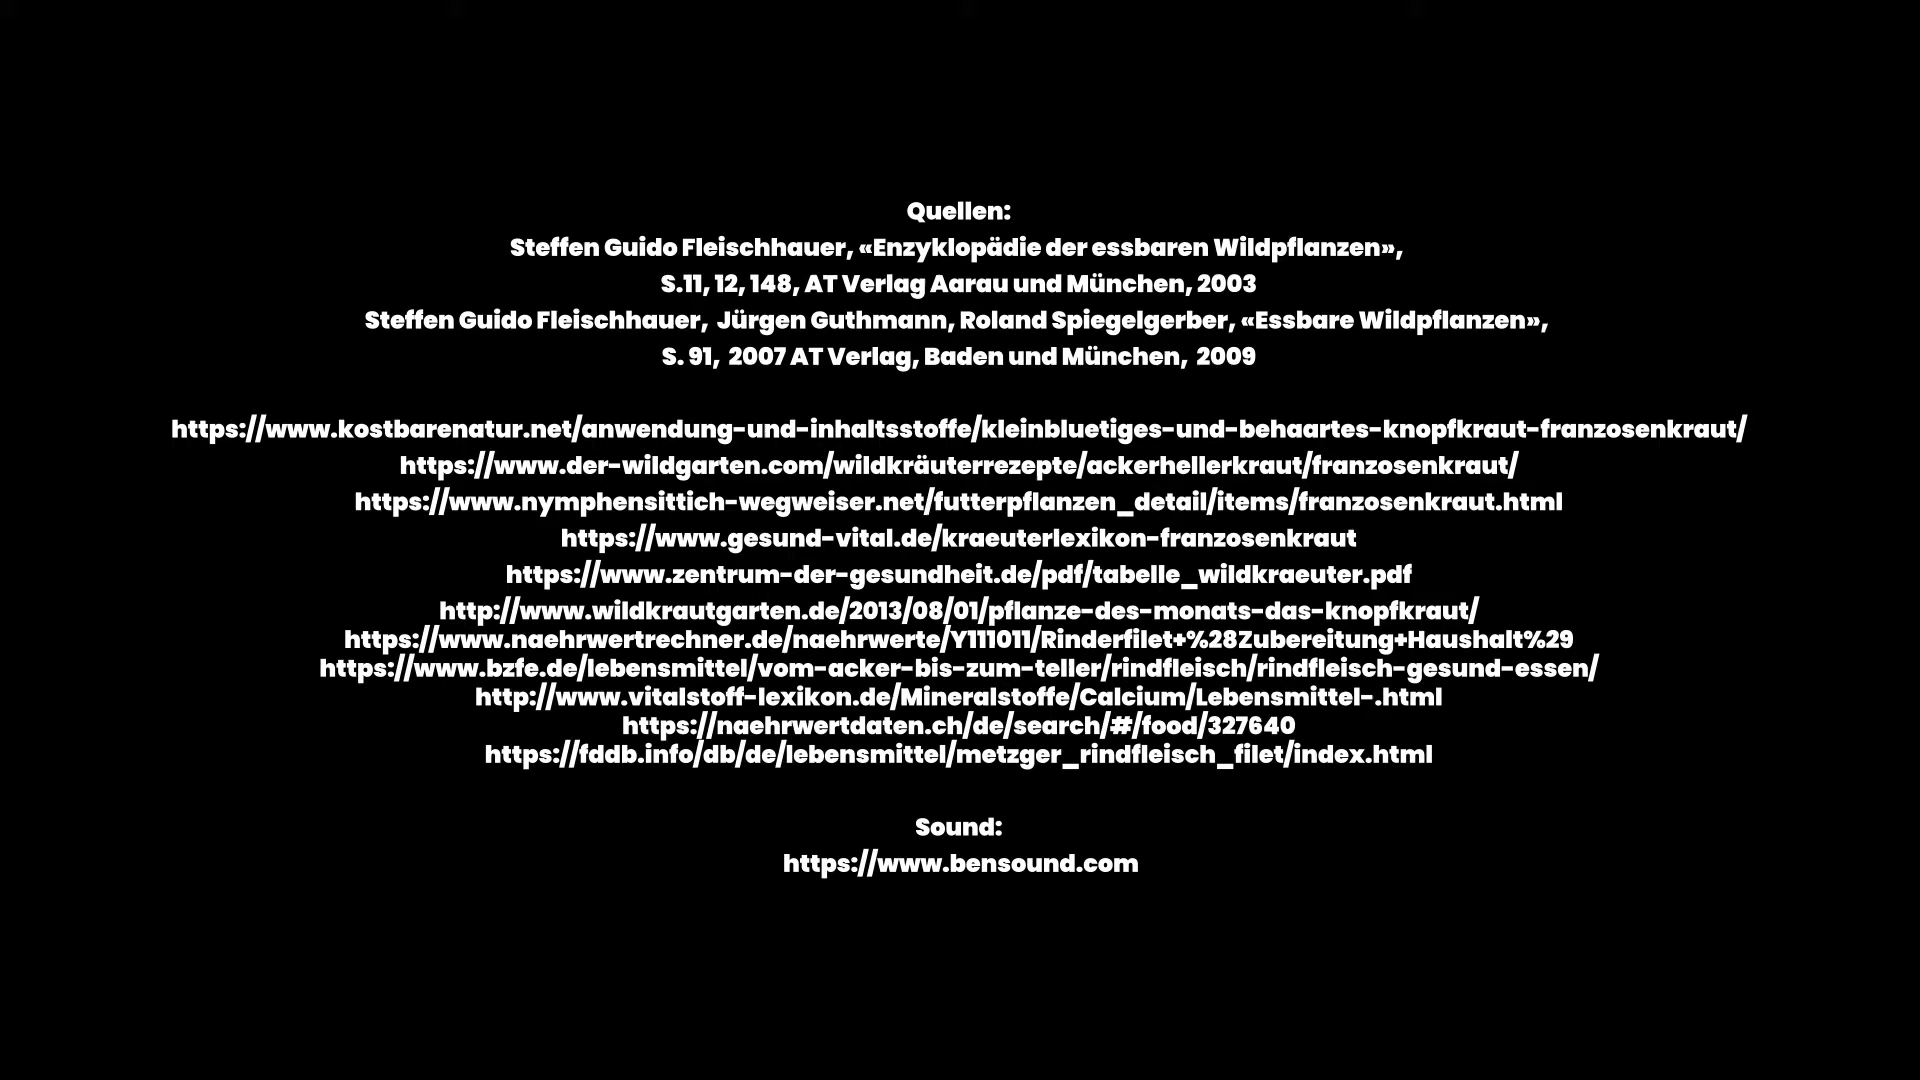 Quellen:
Steffen Guido Fleischhauer, «Enzyklopädie der essbaren Wildpflanzen»,
S.11, 12, 148, AT Verlag Aarau und München, 2003
Steffen Guido Fleischhauer, Jürgen Guthmann, Roland Spiegelgerber, «Essbare Wildpflanzen»,
S. 91, 2007 AT Verlag, Baden und München, 2009
https://www.kostbarenatur.net/anwendung-und-inhaltsstoffe/kleinbluetiges-und-behaartes-knopfkraut-franzosenkraut/
https://www.der-wildgarten.com/wildkräuterrezepte/ackerhellerkraut/franzosenkraut/
https://www.nymphensittich-wegweiser.net/futterpflanzen_detail/items/franzosenkraut.html
https://www.gesund-vital.de/kraeuterlexikon-franzosenkraut
https://www.zentrum-der-gesundheit.de/pdf/tabelle_wildkraeuter.pdf
http://www.wildkrautgarten.de/2013/08/01/pflanze-des-monats-das-knopfkraut/
https://www.naehrwertrechner.de/naehrwerte/Y111011/Rinderfilet+%28Zubereitung+Haushalt%29
https://www.bzfe.de/lebensmittel/vom-acker-bis-zum-teller/rindfleisch/rindfleisch-gesund-essen/
http://www.vitalstoff-lexikon.de/Mineralstoffe/Calcium/Lebensmittel-.html
https://naehrwertdaten.ch/de/search/#/food/327640
https://fddb.info/db/de/lebensmittel/metzger_rindfleisch_filet/index.html
Sound:
https://www.bensound.com